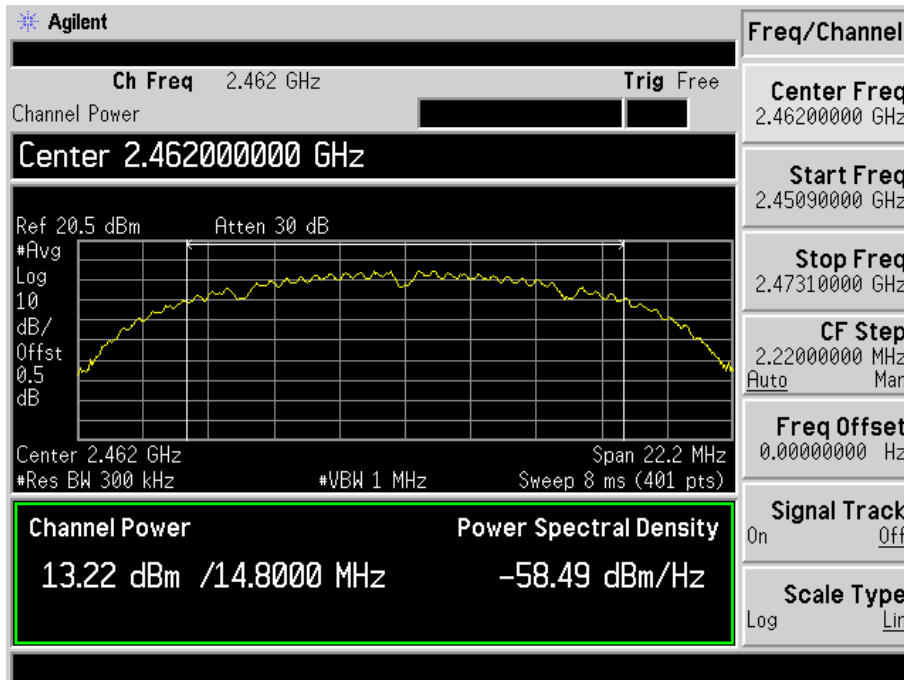 Agilent
Freq/Channel
Ch Freq 2.462 GHz Trig Free
Channel Power
Center 2.462000000 GHz
Ref 20.5 dBm Atten 30 dB
#Avg
Log
10
dB/
Offst
0.5
dB
Center 2.462 GHz Span 22.2 MHz
#Res BW 300 kHz #VBW 1 MHz Sweep 8 ms (401 pts)
Channel Power Power Spectral Density
13.22 dBm /14.8000 MHz -58.49 dBm/Hz
Center Freq
2.46200000 GHz
Start Freq
2.45090000 GHz
Stop Freq
2.47310000 GHz
CF Step
2.22000000 MHz
Auto Man
Freq Offset
0.00000000 Hz
Signal Track
On Off
Scale Type
Log Lin